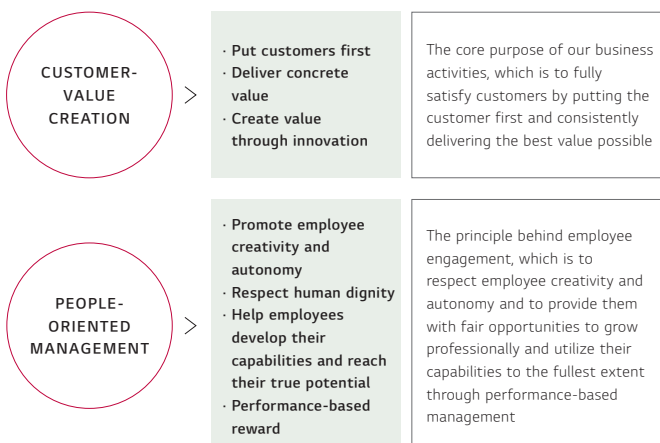 CUSTOMER-
VALUE
CREATION
>
· Put customers first
· Deliver concrete
value
· Create value
through innovation
The core purpose of our business
activities, which is to fully
satisfy customers by putting the
customer first and consistently
delivering the best value possible
PEOPLE-
ORIENTED
MANAGEMENT
>
· Promote employee
creativity and
autonomy
· Respect human dignity
· Help employees
develop their
capabilities and reach
their true potential
· Performance-based
reward
The principle behind employee
engagement, which is to
respect employee creativity and
autonomy and to provide them
with fair opportunities to grow
professionally and utilize their
capabilities to the fullest extent
through performance-based
management